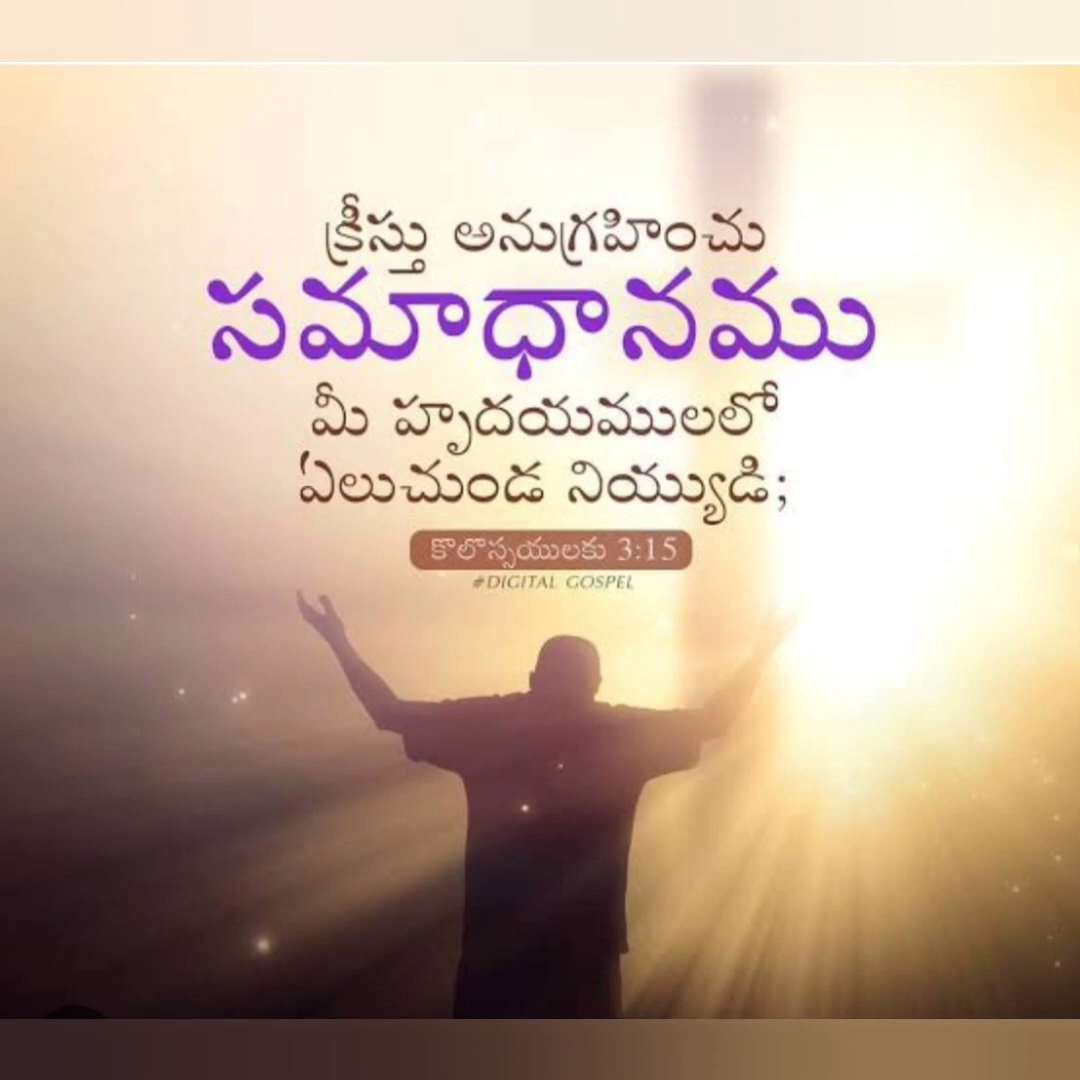 క్రీస్తు అనుగ్రహించు
సమాధానము
మీ హృదయములలో
ఏలుచుండ నియ్యుడి;
కొలొస్సయులకు 3:15
#DIGITAL GOSPEL